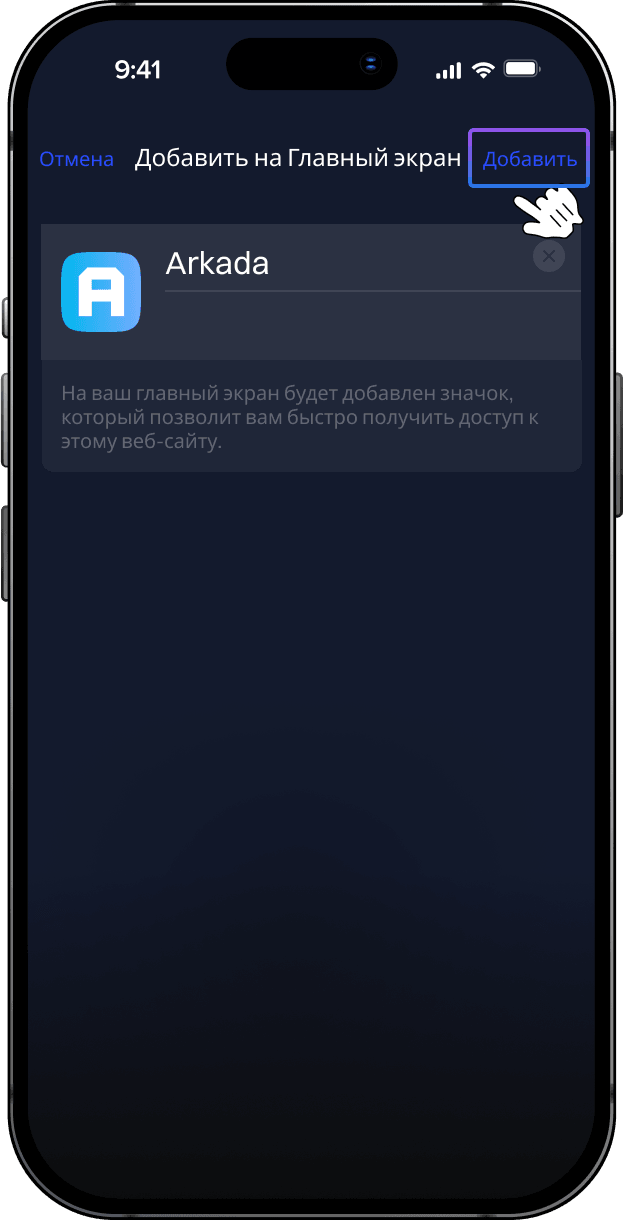 9:41
Отмена Добавить на Главный экран Добавить
Arkada
На ваш главный экран будет добавлен значок,
который позволит вам быстро получить доступ к
этому веб-сайту.